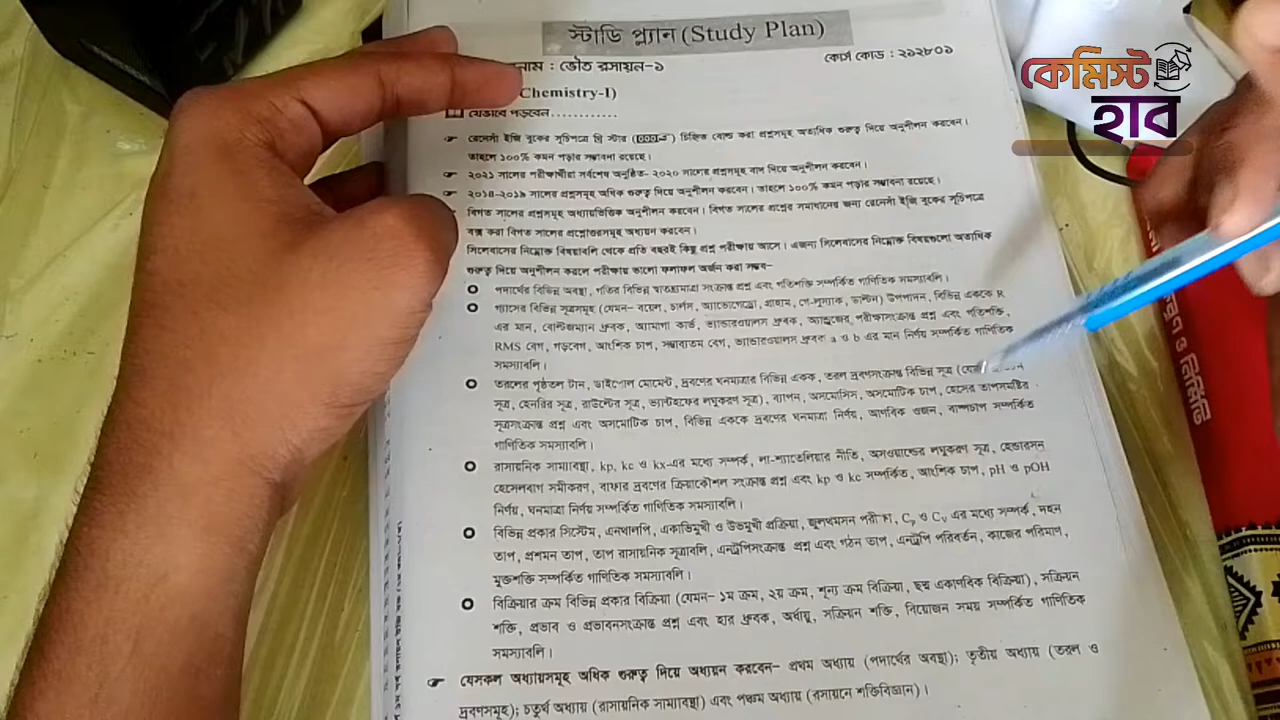 স্টাডি প্ল্যান (Study Plan)
নাম : ভৌত রসায়ন-১
কোর্স কোড : ২১২৮০১
Chemistry-I)
যেভাবে পড়বেন............
রেনেসাঁ ইজি বুকের সূচিপত্রে থ্রি স্টার চিহ্নিত বোল্ড করা প্রশ্নসমূহ অত্যধিক গুরুত্ব দিয়ে অনুশীলন করবেন।
তাহলে ১০০% কমন পড়ার সম্ভাবনা রয়েছে।
২০২১ সালের পরীক্ষার্থীরা সর্বশেষ অনুষ্ঠিত- ২০২০ সালের প্রশ্নসমূহ বাদ দিয়ে অনুশীলন করবেন।
২০১৪-২০১৯ সালের প্রশ্নসমূহ অধিক গুরুত্ব দিয়ে অনুশীলন করবেন। তাহলে ১০০% কমন পড়ার সম্ভাবনা রয়েছে।
বিগত সালের প্রশ্নসমূহ অধ্যায়ভিত্তিক অনুশীলন করবেন। বিগত সালের প্রশ্নের সমাধানের জন্য রেনেসাঁ ইজি বুকের সূচিপত্রে
বক্স করা বিগত সালের প্রশ্নোত্তরসমূহ অধ্যয়ন করবেন।
সিলেবাসের নিম্নোক্ত বিষয়াবলি থেকে প্রতি বছরই কিছু প্রশ্ন পরীক্ষায় আসে। এজন্য সিলেবাসের নিম্নোক্ত বিষয়গুলো অত্যধিক
গুরুত্ব দিয়ে অনুশীলন করলে পরীক্ষায় ভালো ফলাফল অর্জন করা সম্ভব-
পদার্থের বিভিন্ন অবস্থা, গতির বিভিন্ন স্বাতন্ত্র্যমাত্রা সংক্রান্ত প্রশ্ন এবং গতিশক্তি সম্পর্কিত গাণিতিক সমস্যাবলি।
গ্যাসের বিভিন্ন সূত্রসমূহ (যেমন- বয়েল, চার্লস, অ্যাভোগেড্রো, গ্রাহাম, গে-লুস্যাক, ডাল্টন) উপপাদন, বিভিন্ন এককে R
এর মান, বোল্টজম্যান ধ্রুবক, অ্যামাগা কার্ভ, ভ্যান্ডারওয়ালস ধ্রুবক, অ্যান্ড্রুজের পরীক্ষাসংক্রান্ত প্রশ্ন এবং গতিশক্তি,
RMS বেগ, গড়বেগ, আংশিক চাপ, সম্ভাব্যতম বেগ, ভ্যান্ডারওয়ালস ধ্রুবক a ও b এর মান নির্ণয় সম্পর্কিত গাণিতিক
সমস্যাবলি।
তরলের পৃষ্ঠতল টান, ডাইপোল মোমেন্ট, দ্রবণের ঘনমাত্রার বিভিন্ন একক, তরল দ্রবণসংক্রান্ত বিভিন্ন সূত্র
সূত্র, হেনরির সূত্র, রাউল্টের সূত্র, ভ্যান্টহফের লঘুকরণ সূত্র), ব্যাপন, অসমোসিস, অসমোটিক চাপ, হেসের তাপসমষ্টির
সূত্রসংক্রান্ত প্রশ্ন এবং অসমোটিক চাপ, বিভিন্ন এককে দ্রবণের ঘনমাত্রা নির্ণয়, আণবিক ওজন, বাষ্পচাপ সম্পর্কিত
গাণিতিক সমস্যাবলি।
রাসায়নিক সাম্যাবস্থা, kp, kc ও kx-এর মধ্যে সম্পর্ক, লা-শ্যাতেলিয়ার নীতি, অসওয়াল্ডের লঘুকরণ সূত্র, হেন্ডারসন
হেসেলবাগ সমীকরণ, বাফার দ্রবণের ক্রিয়াকৌশল সংক্রান্ত প্রশ্ন এবং kp ও kc সম্পর্কিত, আংশিক চাপ, pH ও pOH
নির্ণয়, ঘনমাত্রা নির্ণয় সম্পর্কিত গাণিতিক সমস্যাবলি।
বিভিন্ন প্রকার সিস্টেম, এনথালপি, একাভিমুখী ও উভমুখী প্রক্রিয়া, জুলথমসন পরীক্ষা, Cp ও Cv এর মধ্যে সম্পর্ক, দহন
তাপ, প্রশমন তাপ, তাপ রাসায়নিক সূত্রাবলি, এনট্রপিসংক্রান্ত প্রশ্ন এবং গঠন তাপ, এনট্রপি পরিবর্তন, কাজের পরিমাণ,
মুক্তশক্তি সম্পর্কিত গাণিতিক সমস্যাবলি।
বিক্রিয়ার ক্রম বিভিন্ন প্রকার বিক্রিয়া (যেমন- ১ম ক্রম, ২য় ক্রম, শূন্য ক্রম বিক্রিয়া, ছদ্ম একাণবিক বিক্রিয়া), সক্রিয়ন
শক্তি, প্রভাব ও প্রভাবনসংক্রান্ত প্রশ্ন এবং হার ধ্রুবক, অর্ধায়ু, সক্রিয়ন শক্তি, বিয়োজন সময় সম্পর্কিত গাণিতিক
সমস্যাবলি।
যেসকল অধ্যায়সমূহ অধিক গুরুত্ব দিয়ে অধ্যয়ন করবেন- প্রথম অধ্যায় (পদার্থের অবস্থা); তৃতীয় অধ্যায় (তরল ও
দ্রবণসমূহ); চতুর্থ অধ্যায় (রাসায়নিক সাম্যাবস্থা) এবং পঞ্চম অধ্যায় (রসায়নে শক্তিবিজ্ঞান)।
কেমিস্ট
হাব
ও নির্মিতি